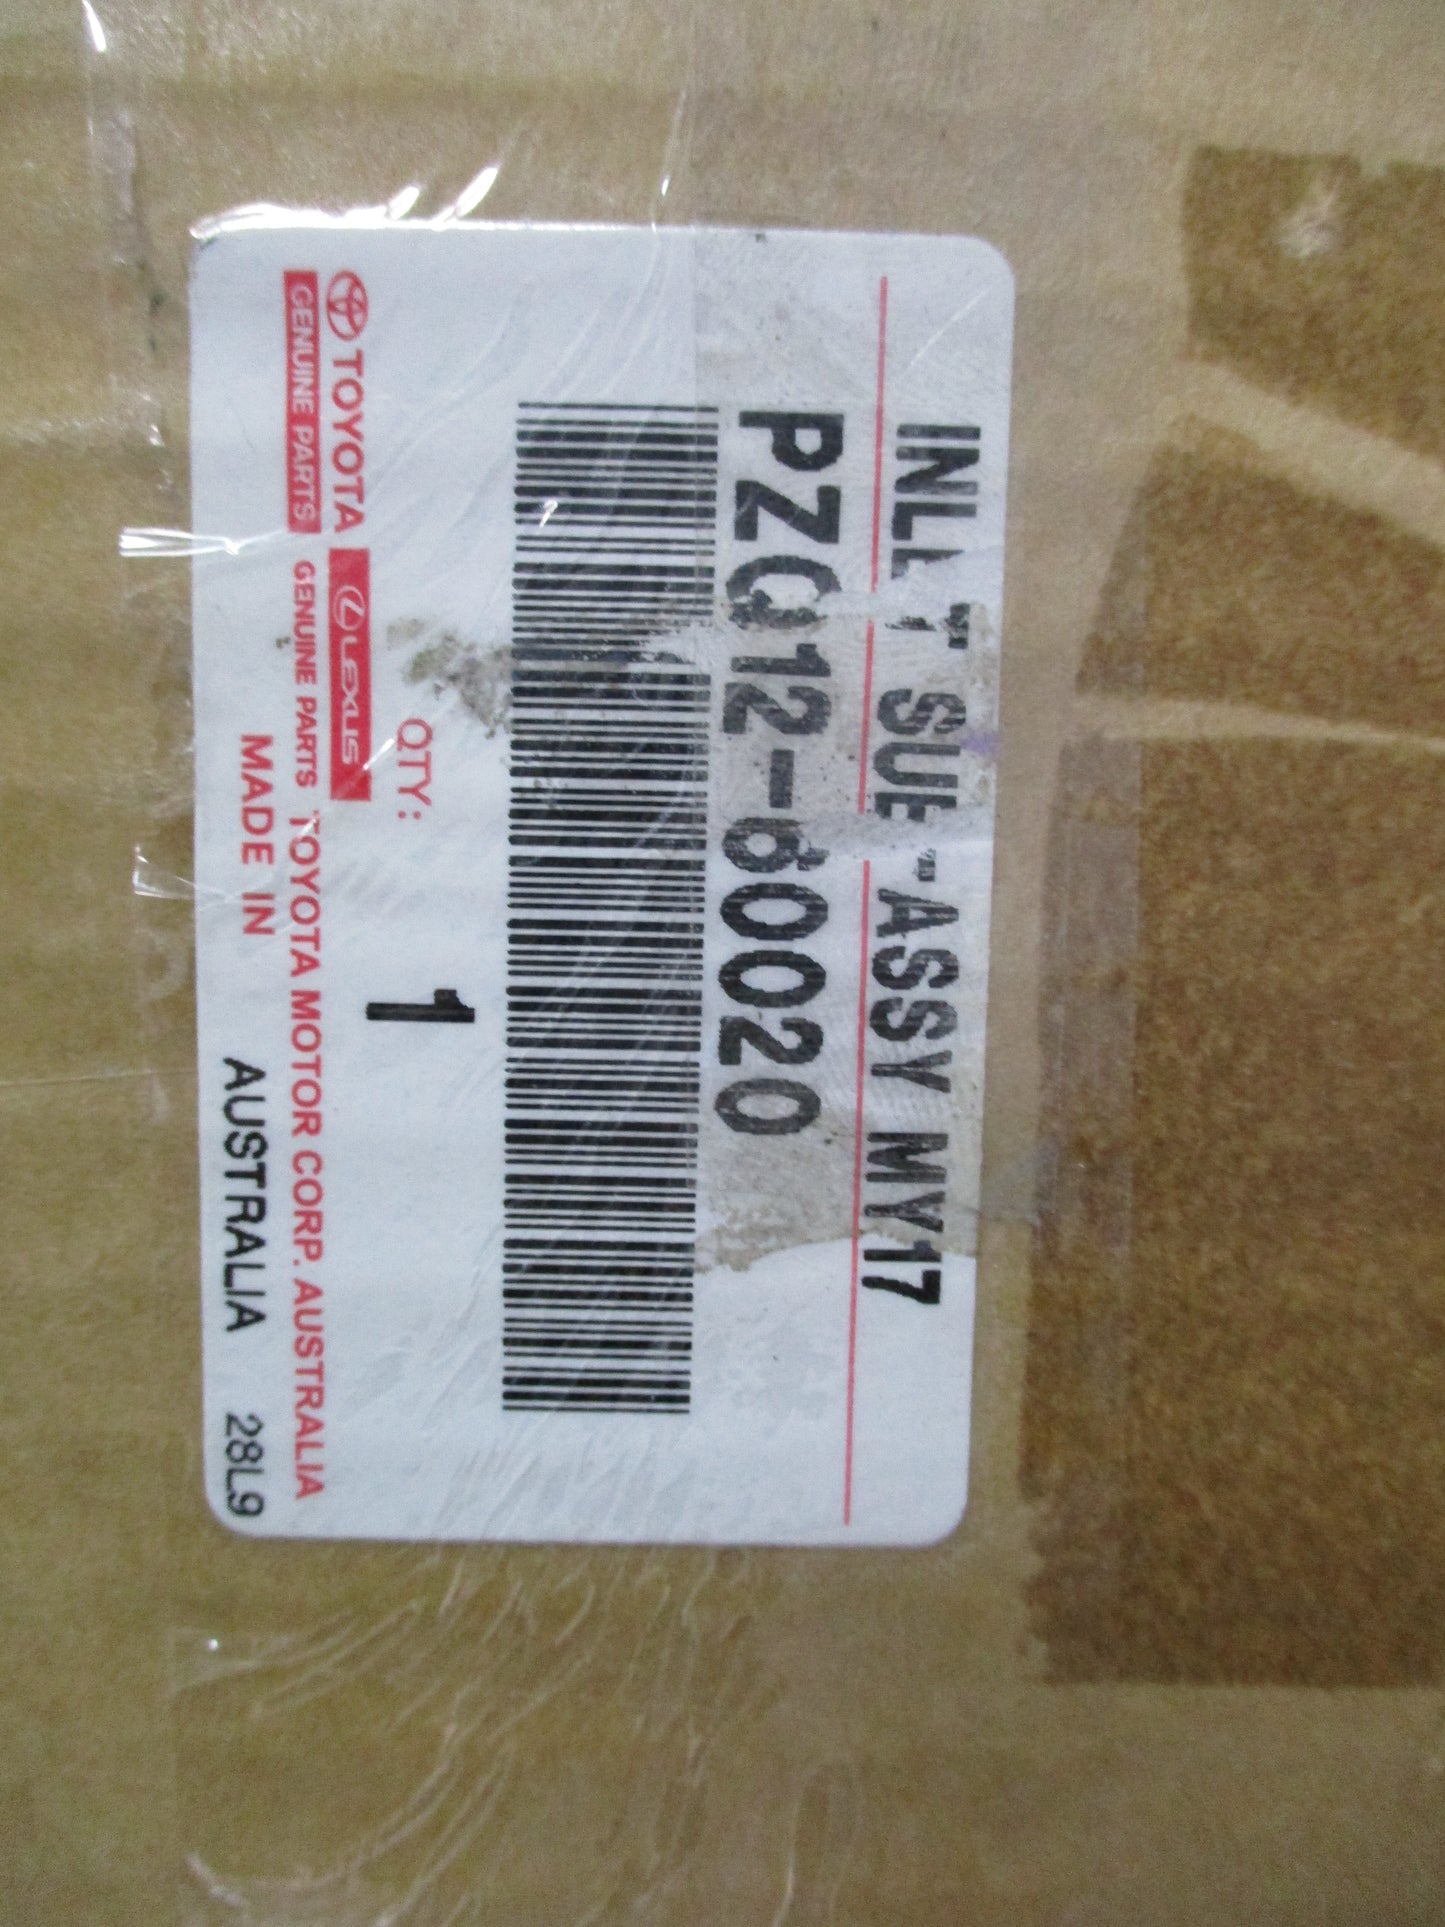 INLET SUB-ASSY MY17
PZQ12-60020
QTY: 1
TOYOTA LEXUS
GENUINE PARTS GENUINE PARTS TOYOTA MOTOR CORP. AUSTRALIA
MADE IN AUSTRALIA 28L9